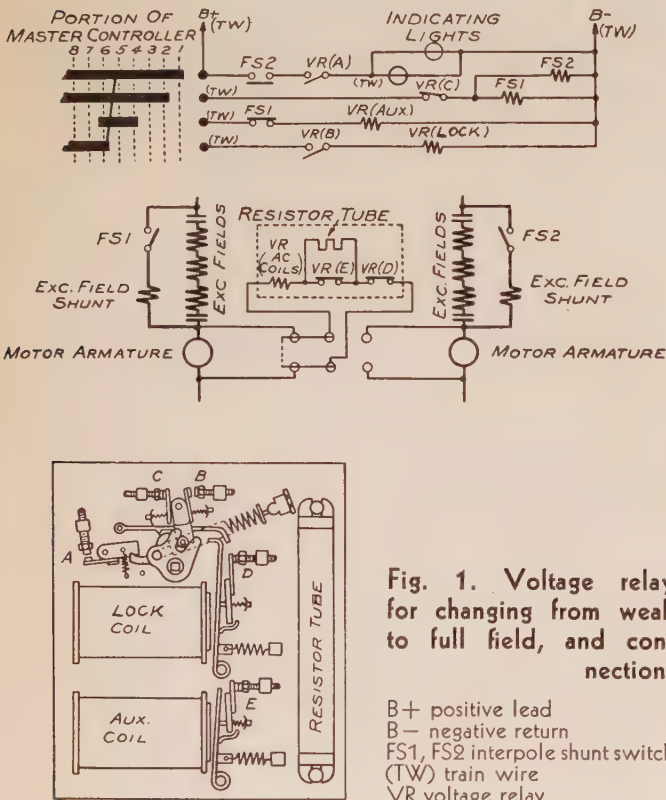 PORTION OF
MASTER CONTROLLER
8 7 6 5 4 3 2 1
B+
(TW)
INDICATING
LIGHTS
B-
(TW)
FS2
VR(A)
(TW)
VR(C)
FS2
FS1
(TW)
(TW)
FS1
VR(AUX.)
(TW)
VR(B)
VR(LOCK)
FS1
EXC. FIELD
SHUNT
EXC FIELDS
RESISTOR TUBE
VR
(AC
COILS)
VR(E)
VR(D)
EXC. FIELDS
FS2
EXC. FIELD
SHUNT
MOTOR ARMATURE
MOTOR ARMATURE
C B
A
D
LOCK
COIL
E
AUX.
COIL
RESISTOR TUBE
Fig. 1. Voltage relay
for changing from weak
to full field, and con
nection
B+ positive lead
B− negative return
FS1, FS2 interpole shunt switch
(TW) train wire
VR voltage relay